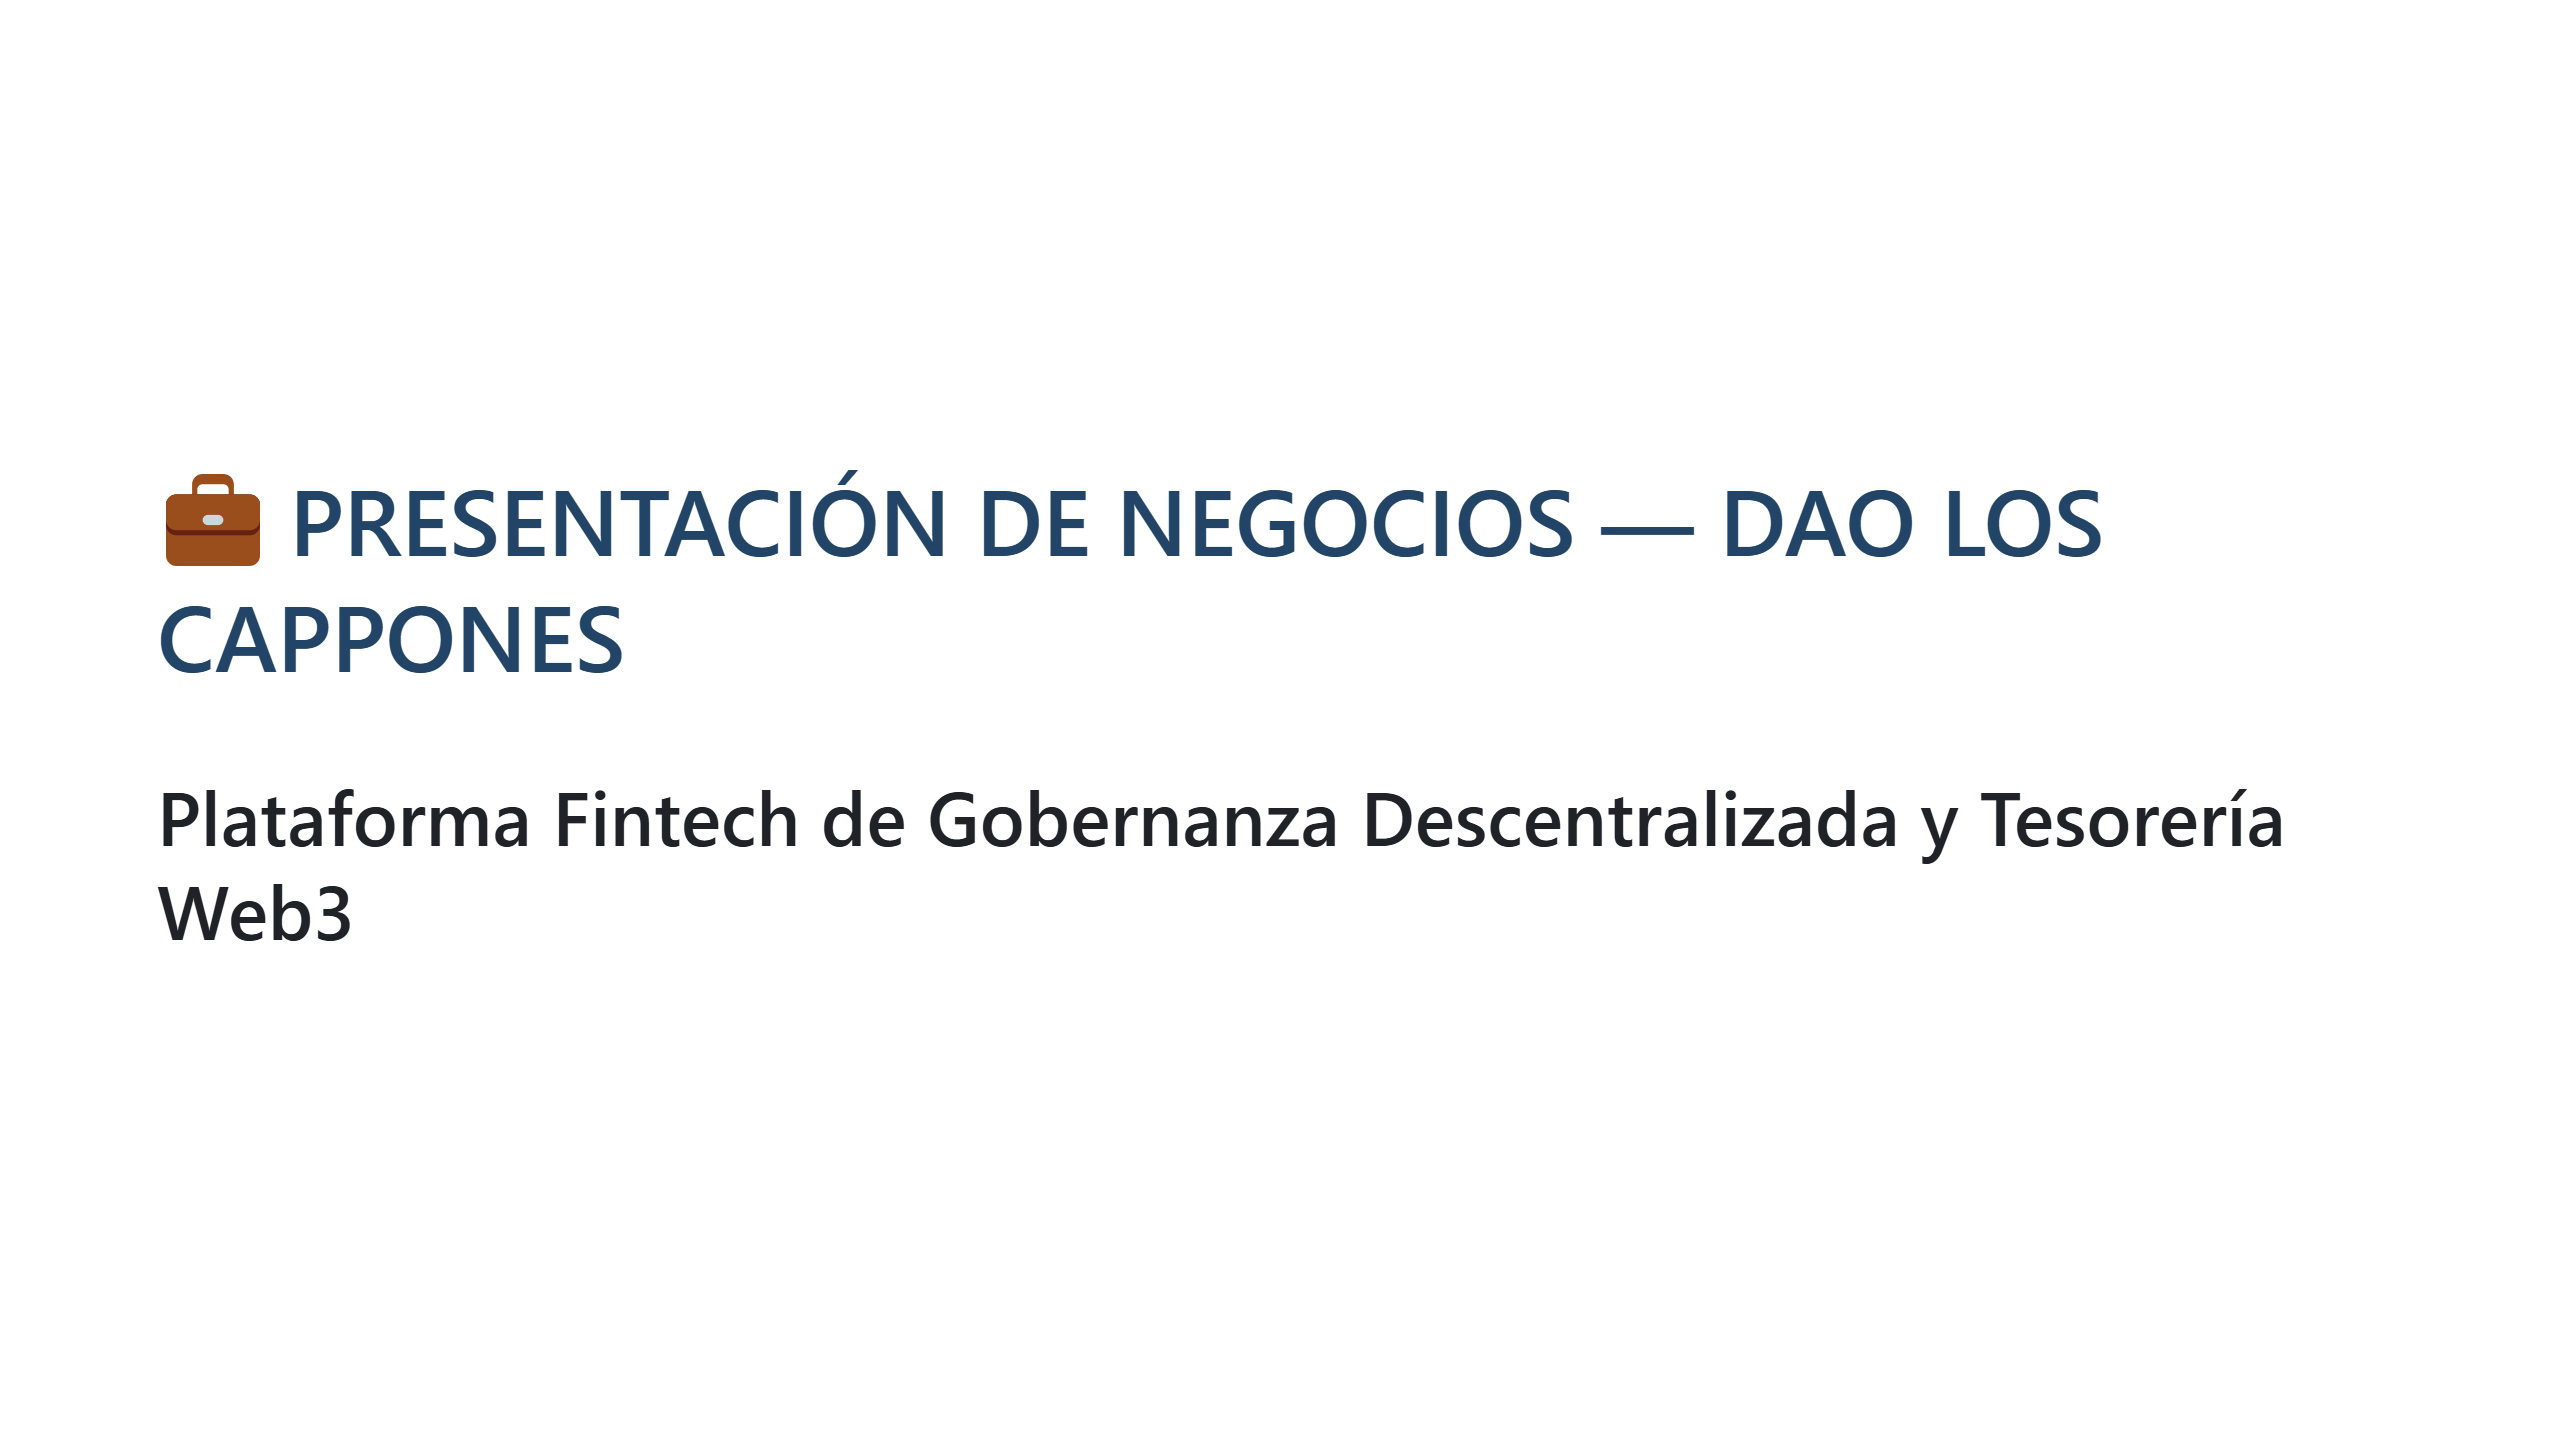 PRESENTACIÓN DE NEGOCIOS — DAO LOS
CAPPONES
Plataforma Fintech de Gobernanza Descentralizada y Tesorería
Web3